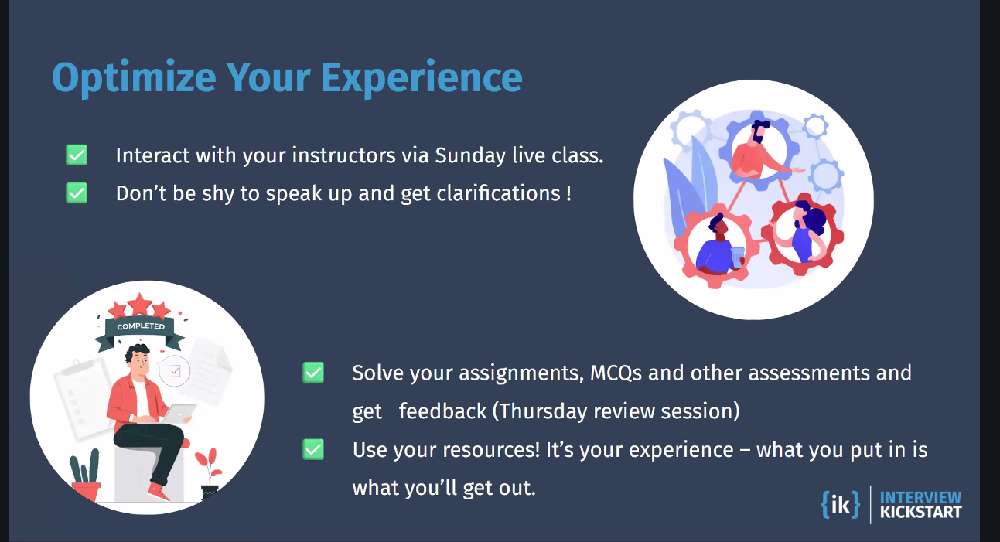 Optimize Your Experience
✅ Interact with your instructors via Sunday live class.
✅ Don’t be shy to speak up and get clarifications !
COMPLETED
✅ Solve your assignments, MCQs and other assessments and
get feedback (Thursday review session)
✅ Use your resources! It’s your experience – what you put in is
what you’ll get out.
{ik} INTERVIEW
KICKSTART